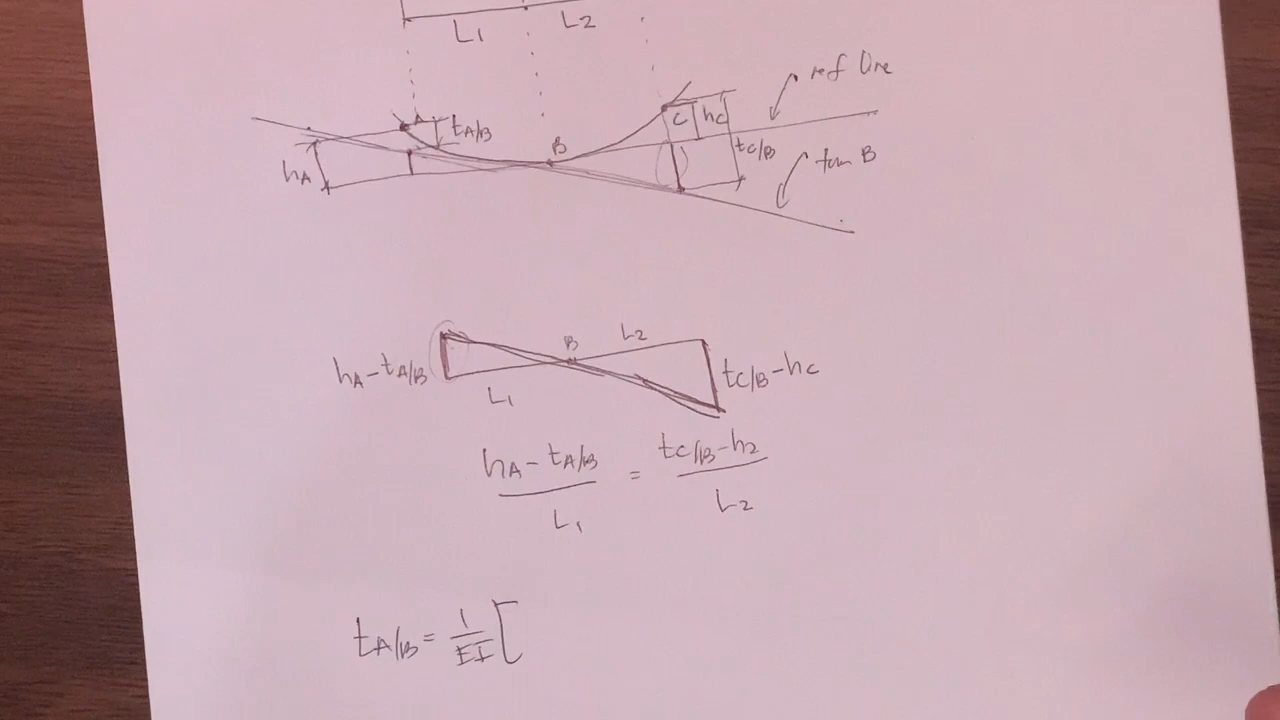 L₁ L₂
ref line
A tA/B C hC
tC/B
B tan B
hA
B L₂
hA-tA/B tC/B-hC
L₁
hA-tA/B = tC/B-h₂
L₁ L₂
tA/B = 1/EI [